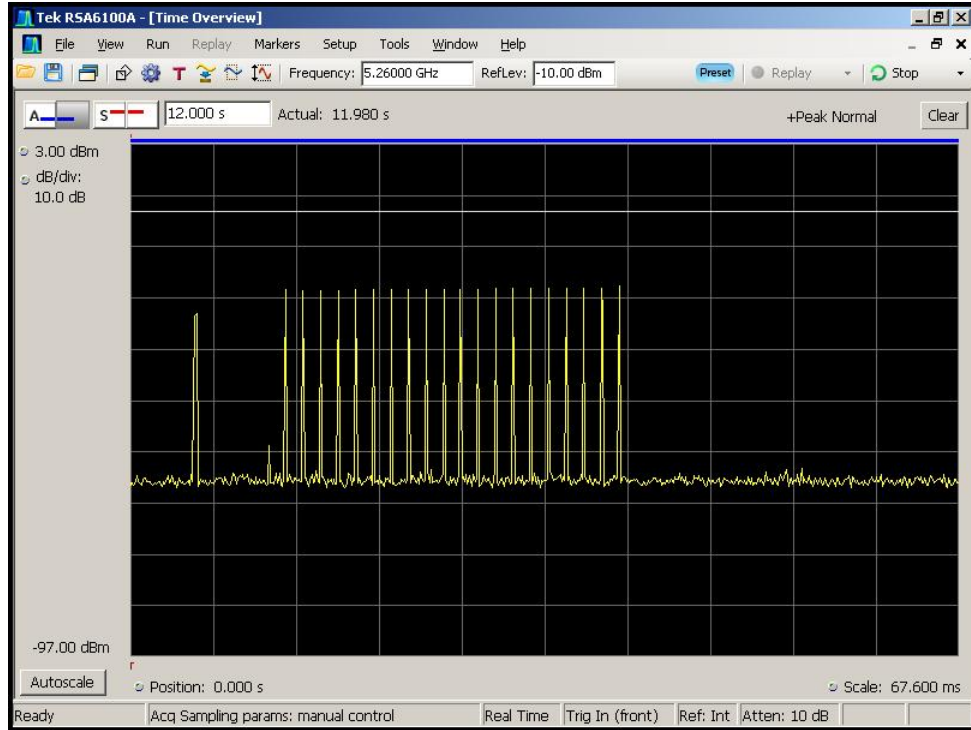 Tek RSA6100A - [Time Overview]
File View Run Replay Markers Setup Tools Window Help
T Frequency: 5.26000 GHz RefLev: -10.00 dBm Preset Replay Stop
A S 12.000 s Actual: 11.980 s +Peak Normal Clear
3.00 dBm
dB/div:
10.0 dB
-97.00 dBm
Autoscale Position: 0.000 s Scale: 67.600 ms
Ready Acq Sampling params: manual control Real Time Trig In (front) Ref: Int Atten: 10 dB